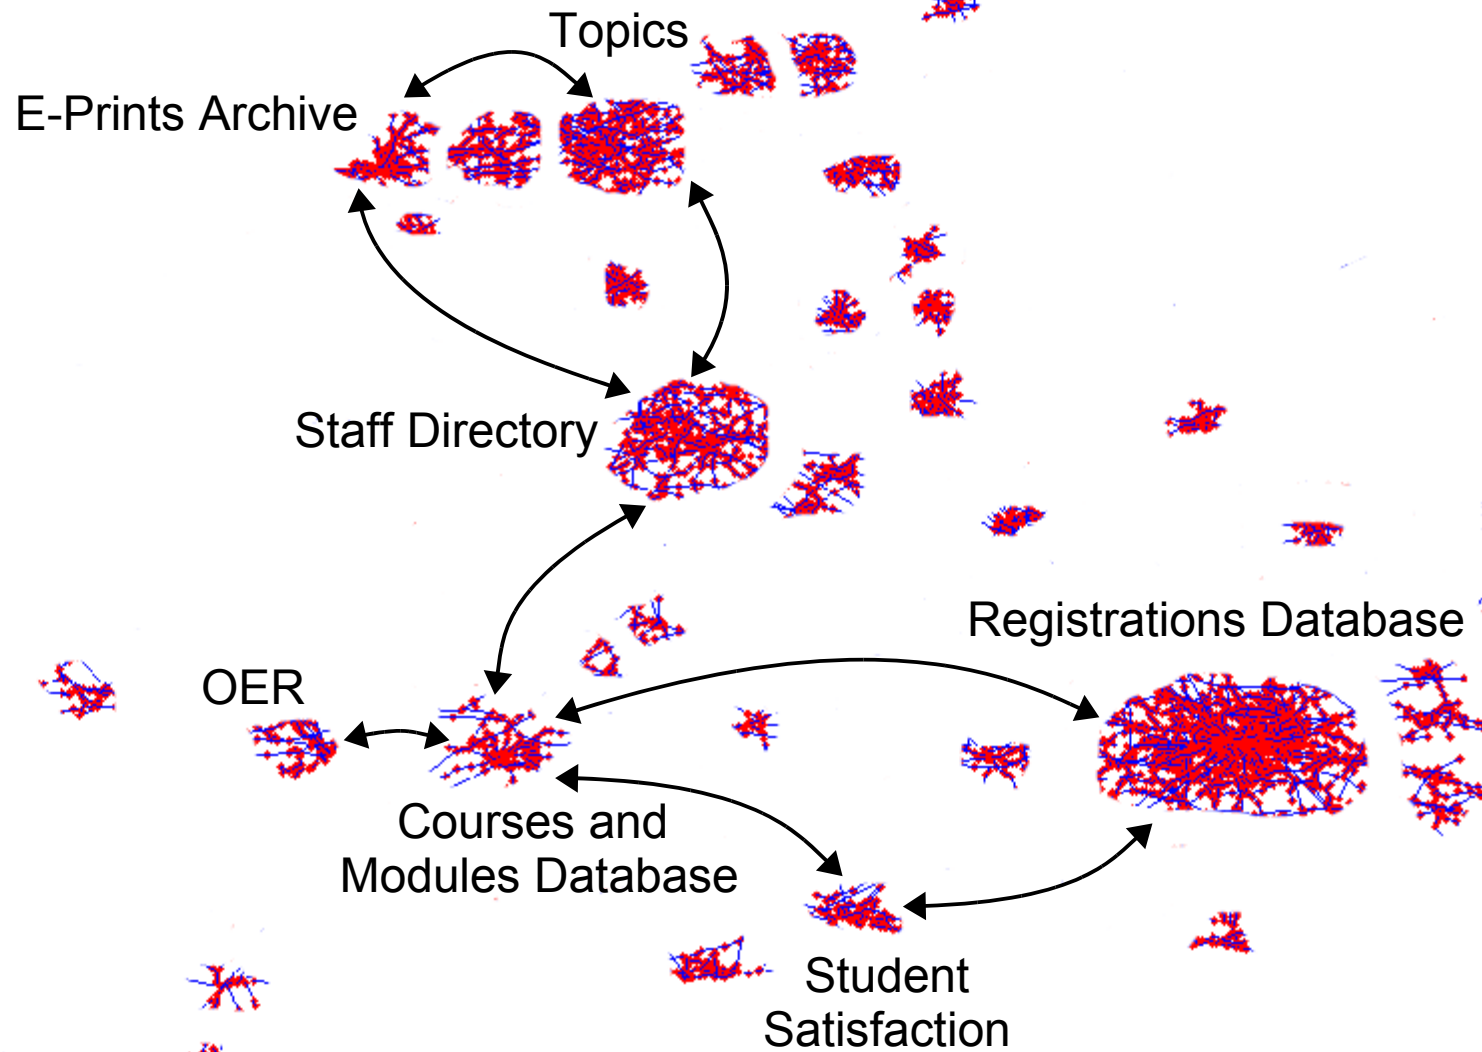 Topics
E-Prints Archive
Staff Directory
Registrations Database
OER
Courses and
Modules Database
Student
Satisfaction